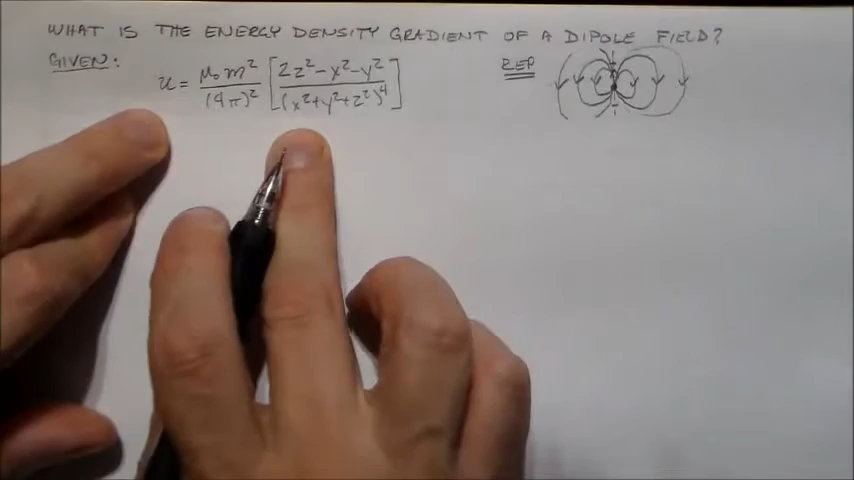 WHAT IS THE ENERGY DENSITY GRADIENT OF A DIPOLE FIELD?
GIVEN: u = μ₀m²/(4π)² [(2z²-x²-y²)/(x²+y²+z²)⁴] REP